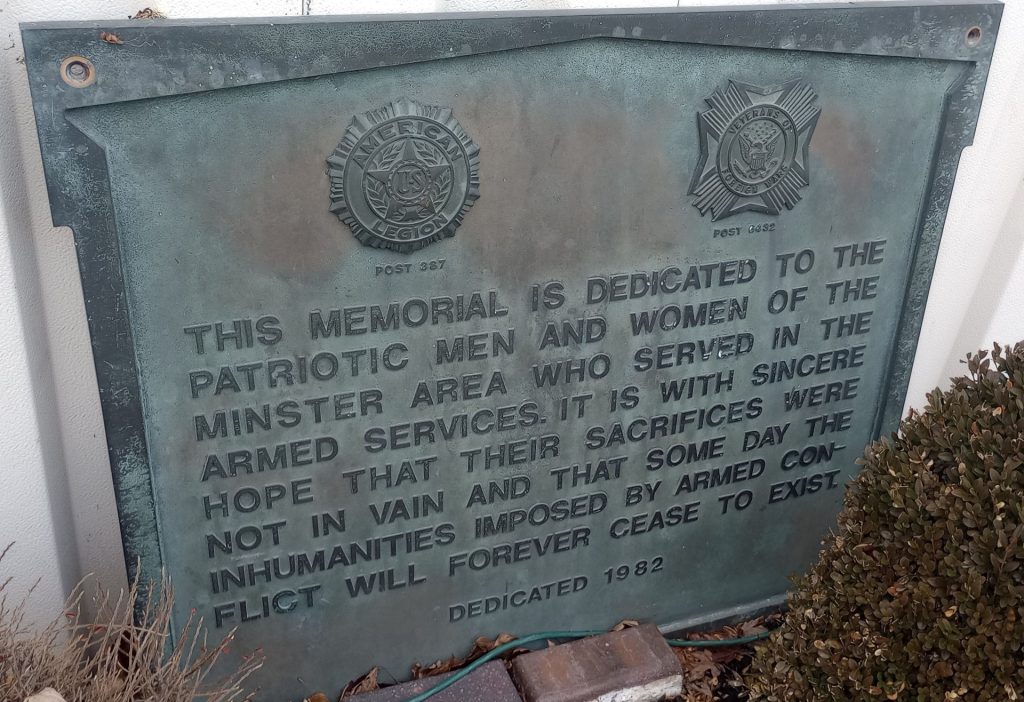 AMERICAN
U.S
LEGION
POST 387
VETERANS OF
FOREIGN WARS
POST 6432
THIS MEMORIAL IS DEDICATED TO THE
PATRIOTIC MEN AND WOMEN OF THE
MINSTER AREA WHO SERVED IN THE
ARMED SERVICES. IT IS WITH SINCERE
HOPE THAT THEIR SACRIFICES WERE
NOT IN VAIN AND THAT SOME DAY THE
INHUMANITIES IMPOSED BY ARMED CON-
FLICT WILL FOREVER CEASE TO EXIST.
DEDICATED 1982